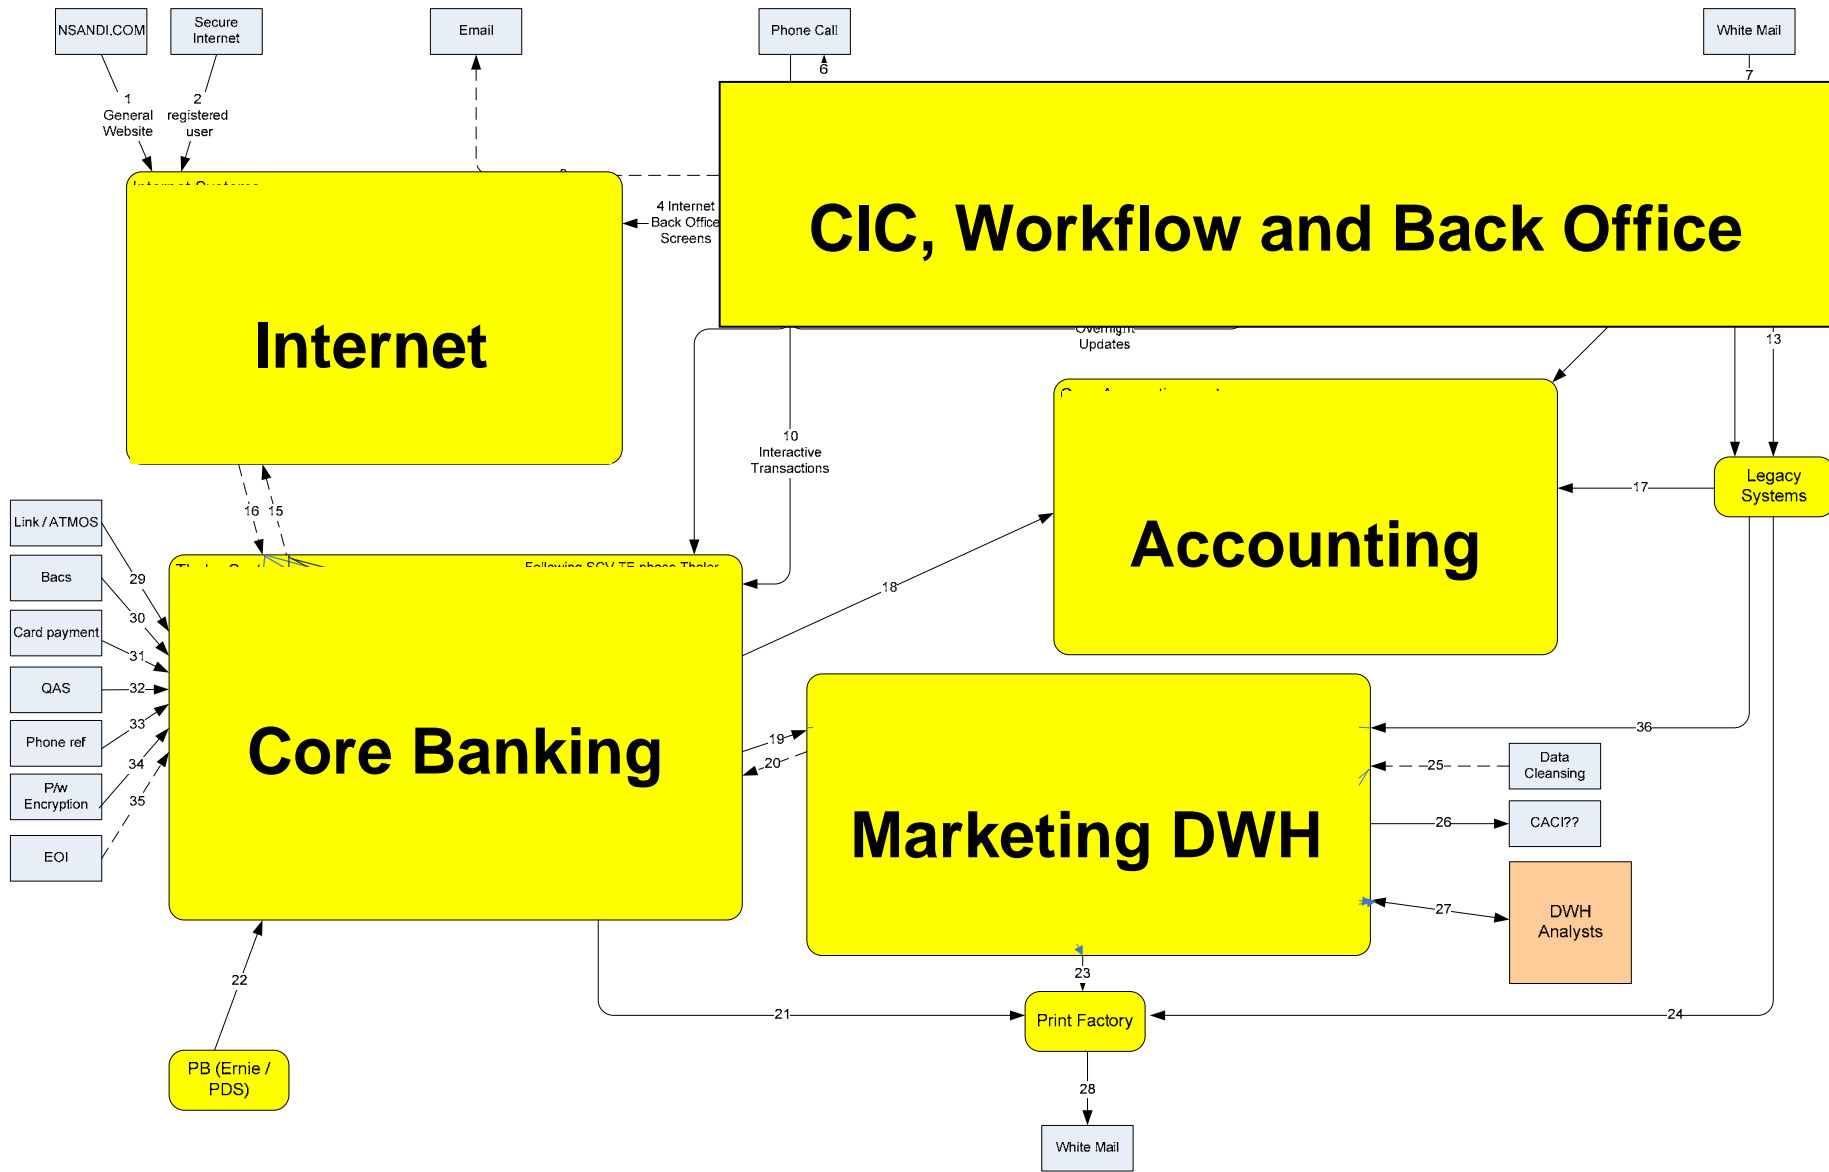 NSANDI.COM
Secure
Internet
Email
Phone Call
White Mail
6
7
1
General
Website
2
registered
user
4 Internet
Back Office
Screens
CIC, Workflow and Back Office
Internet
Updates
13
10
Interactive
Transactions
Accounting
Legacy
Systems
17
16
15
Link / ATMOS
Bacs
Card payment
QAS
Phone ref
P/w
Encryption
EOI
29
30
31
32
33
34
35
18
Core Banking
19
20
Marketing DWH
36
25
Data
Cleansing
26
CACI??
27
DWH
Analysts
22
21
23
24
Print Factory
PB (Ernie /
PDS)
28
White Mail